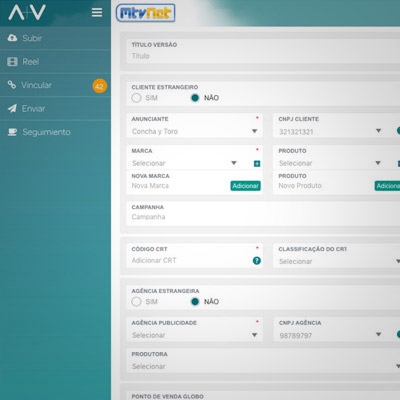 A+V
MtvNet
Subir
Reel
Vincular
42
Enviar
Seguimiento
TÍTULO VERSÃO
Título
CLIENTE ESTRANGEIRO
SIM NÃO
ANUNCIANTE * CNPJ CLIENTE
Concha y Toro 321321321
MARCA * PRODUTO
Selecionar Selecionar
NOVA MARCA PRODUTO
Nova Marca Adicionar Novo Produto Adiciona
CAMPANHA
Campanha
CÓDIGO CRT * CLASSIFICAÇÃO DO CRT
Adicionar CRT ? Selecionar
AGÊNCIA ESTRANGEIRA
SIM NÃO
AGÊNCIA PUBLICIDADE * CNPJ AGÊNCIA
Selecionar 98789797
PRODUTORA
Selecionar
PONTO DE VENDA GLOBO